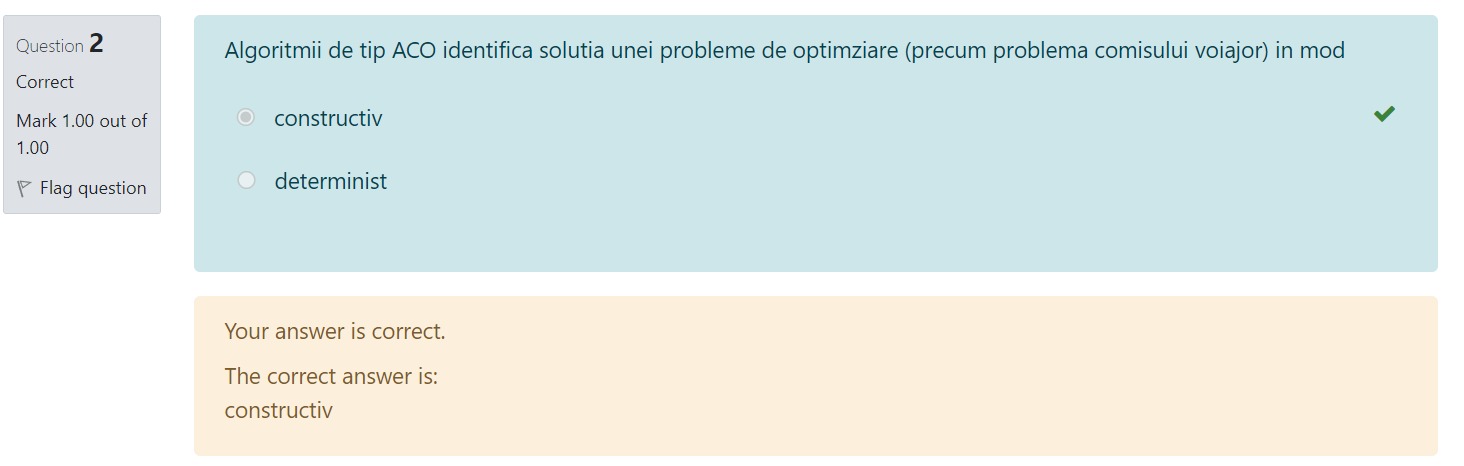 Question 2
Correct
Mark 1.00 out of
1.00
Flag question
Algoritmii de tip ACO identifica solutia unei probleme de optimziare (precum problema comisului voiajor) in mod
constructiv
determinist
Your answer is correct.
The correct answer is:
constructiv